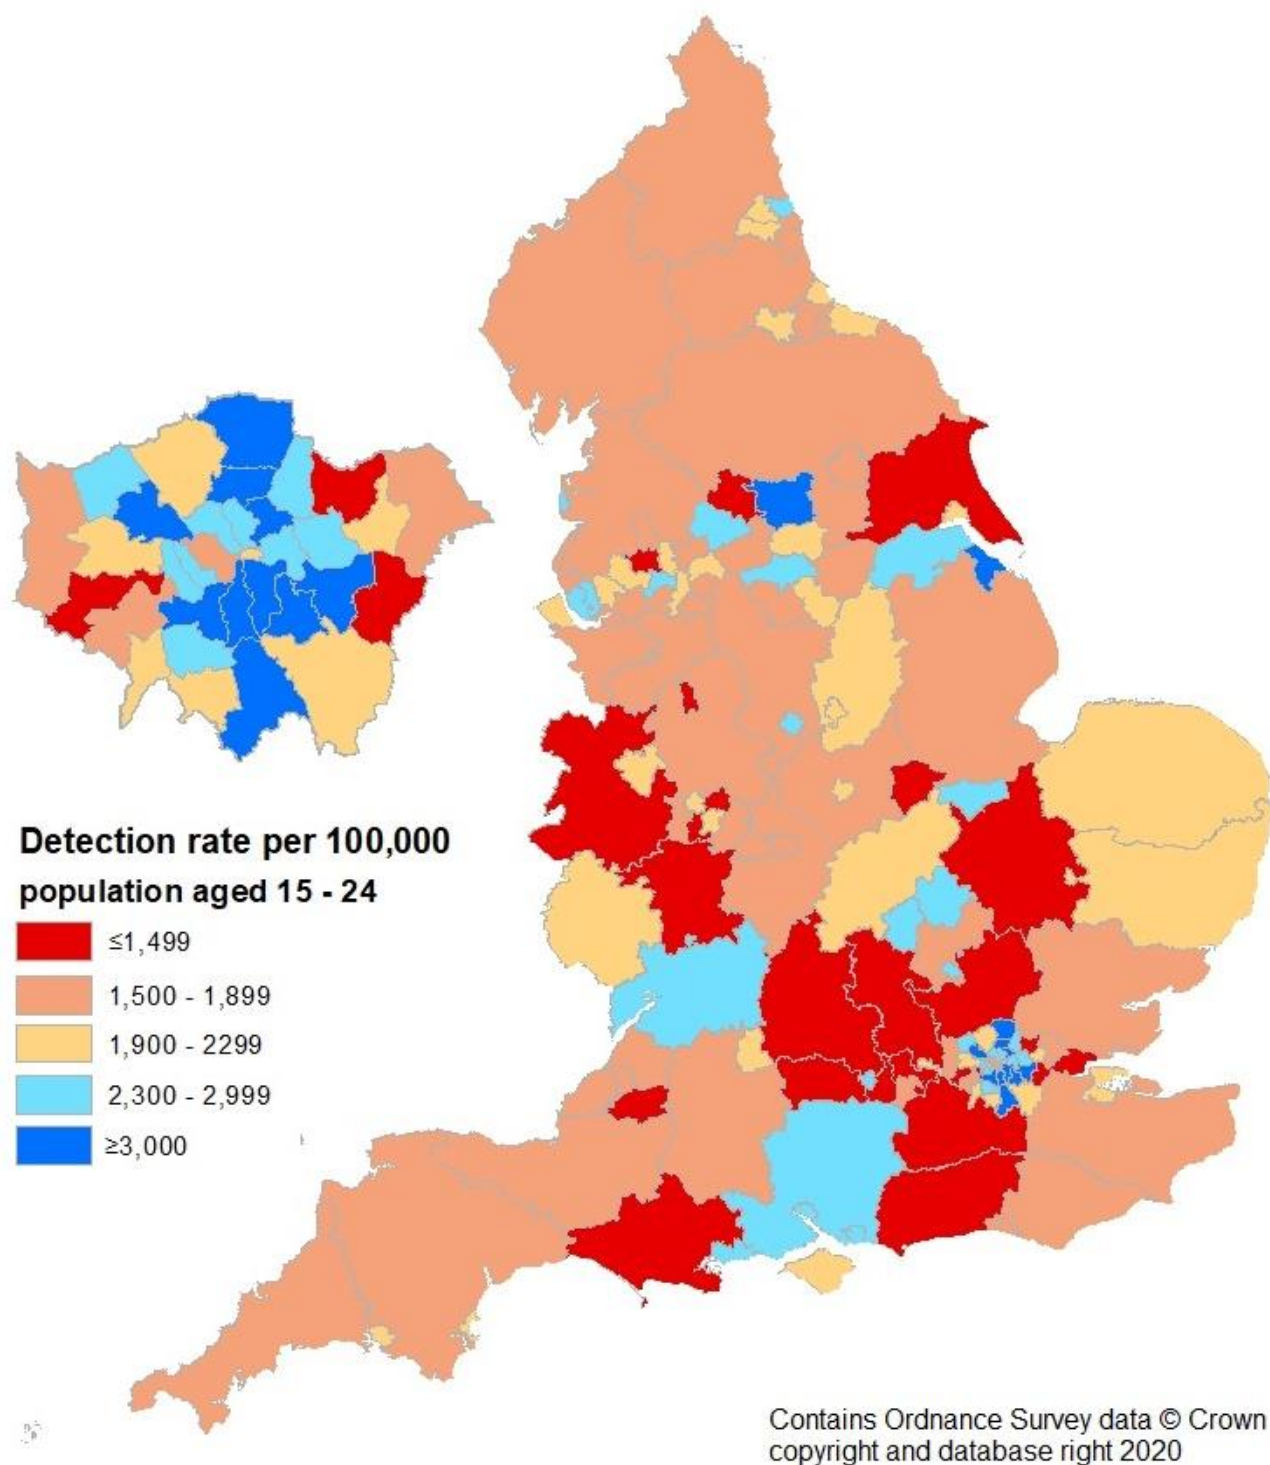 Detection rate per 100,000
population aged 15 - 24
≤1,499
1,500 - 1,899
1,900 - 2299
2,300 - 2,999
≥3,000
Contains Ordnance Survey data © Crown
copyright and database right 2020